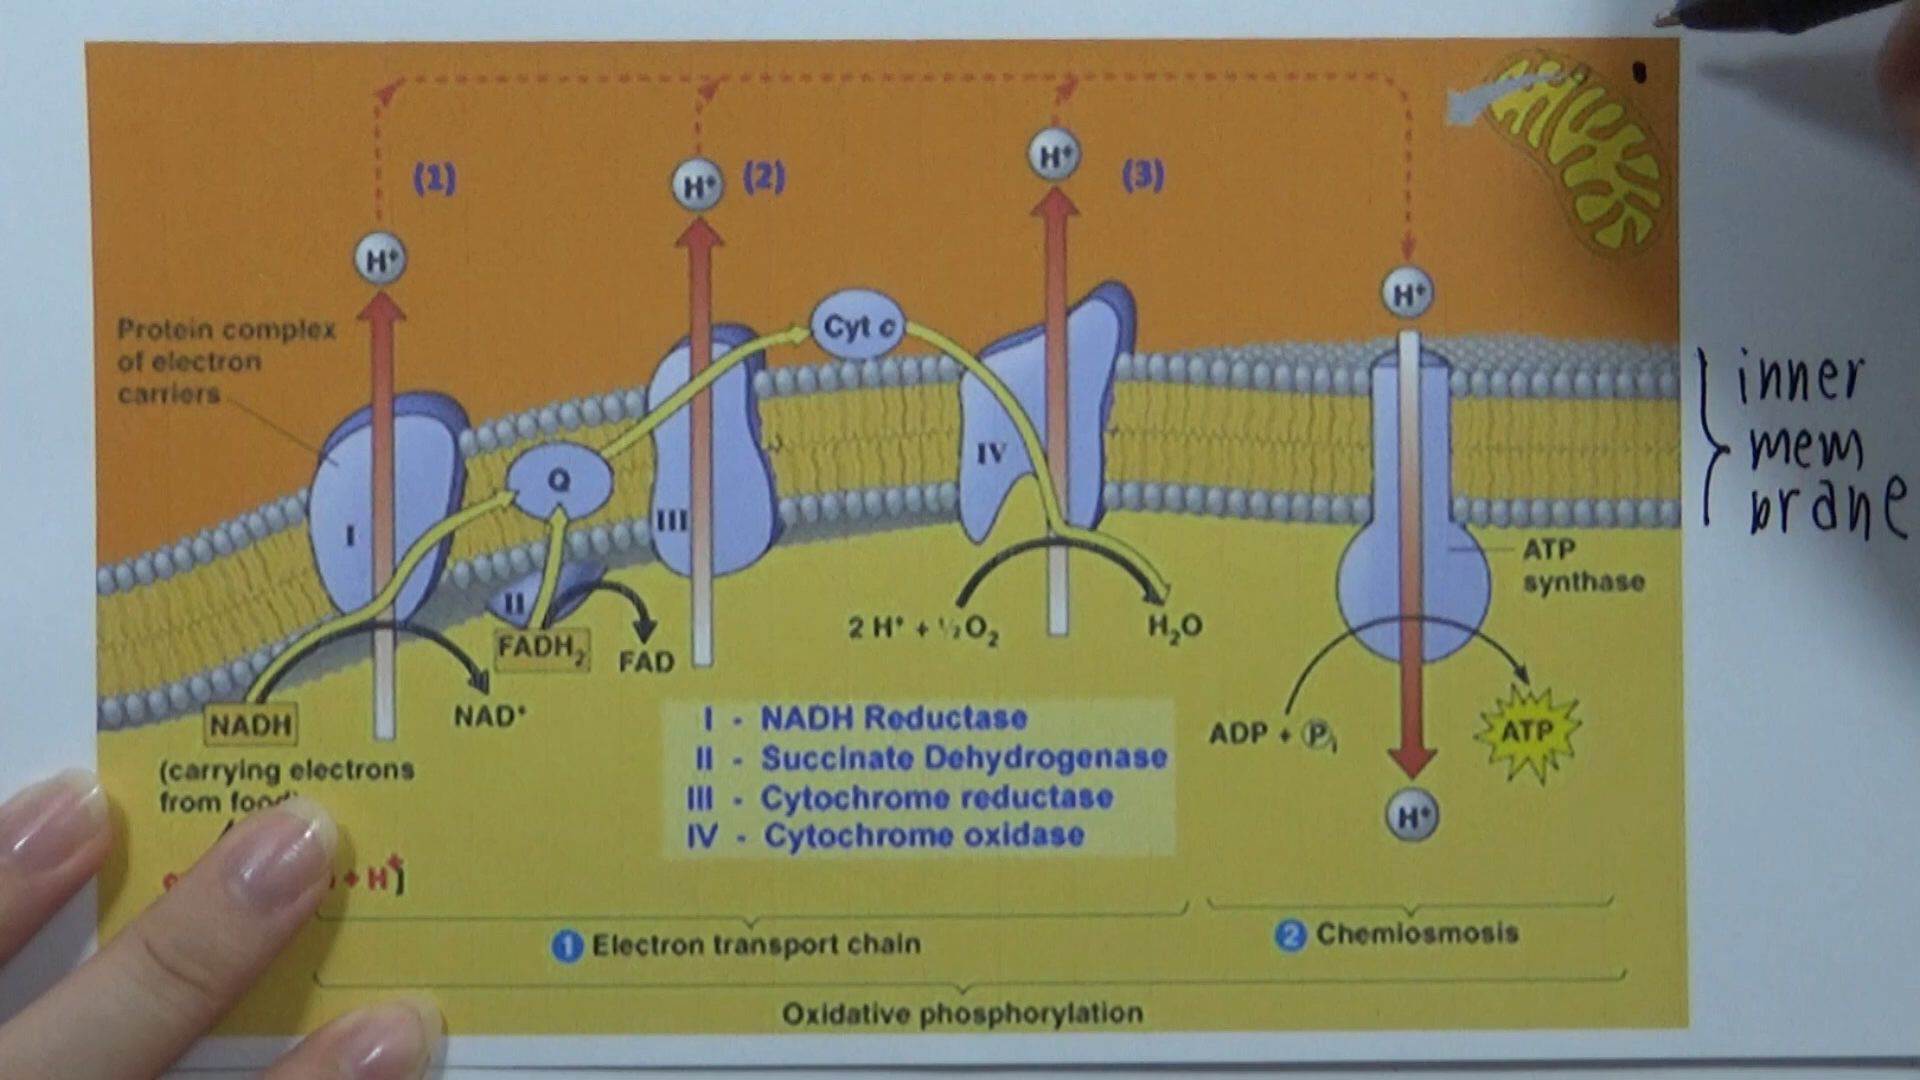 H⁺
(1)
H⁺
(2)
H⁺
(3)
H⁺
Protein complex
of electron
carriers
Cyt c
inner
mem
brane
I
Q
III
IV
II
ATP
synthase
FADH₂
FAD
2 H⁺ + ½O₂
H₂O
NADH
NAD⁺
(carrying electrons
from food)
I - NADH Reductase
II - Succinate Dehydrogenase
III - Cytochrome reductase
IV - Cytochrome oxidase
ADP + Pᵢ
ATP
H⁺
+ H⁺)
1 Electron transport chain
2 Chemiosmosis
Oxidative phosphorylation